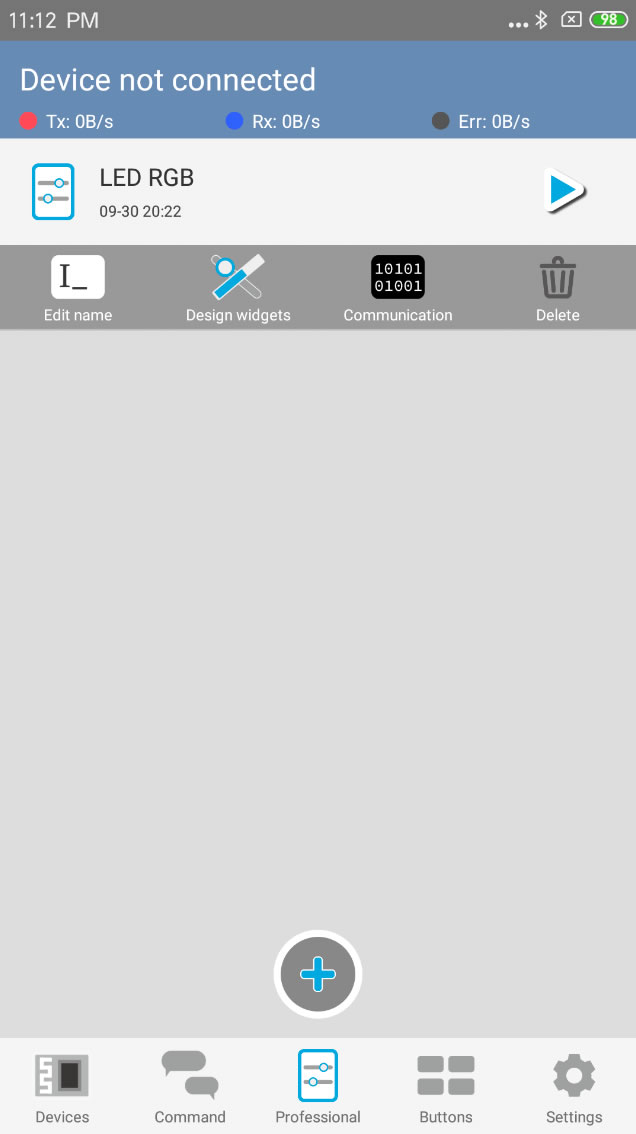 11:12 PM
98
Device not connected
Tx: 0B/s Rx: 0B/s Err: 0B/s
LED RGB
09-30 20:22
I_
10101
01001
Edit name Design widgets Communication Delete
Devices Command Professional Buttons Settings